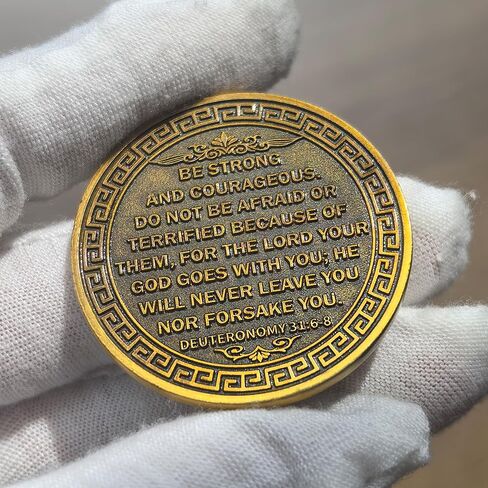 BE STRONG
AND COURAGEOUS.
DO NOT BE AFRAID OR
TERRIFIED BECAUSE OF
THEM, FOR THE LORD YOUR
GOD GOES WITH YOU; HE
WILL NEVER LEAVE YOU
NOR FORSAKE YOU.
DEUTERONOMY 31:6-8